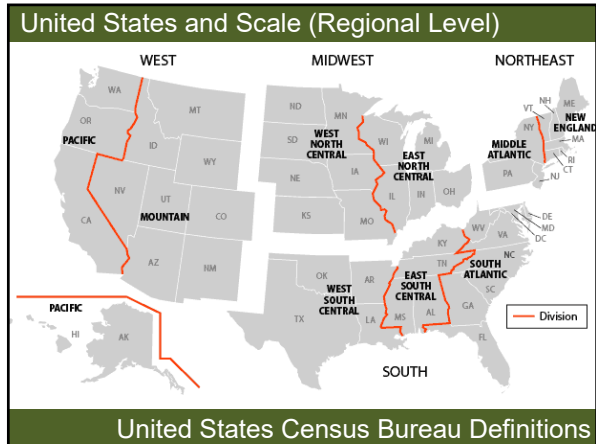 United States and Scale (Regional Level)
WEST
MIDWEST
NORTHEAST
WA
OR
PACIFIC
MT
ID
WY
NV
UT
MOUNTAIN
CO
CA
AZ
NM
ND
MN
SD
WEST
NORTH
CENTRAL
WI
MI
EAST
NORTH
CENTRAL
NE
IA
IL
IN
OH
KS
MO
VT
NH
ME
NEW
ENGLAND
NY
MA
MIDDLE
ATLANTIC
RI
CT
PA
NJ
PACIFIC
HI
AK
DE
MD
DC
WV
VA
KY
NC
TN
SOUTH
ATLANTIC
OK
AR
EAST
SOUTH
CENTRAL
WEST
SOUTH
CENTRAL
SC
TX
LA
MS
AL
GA
FL
Division
SOUTH
United States Census Bureau Definitions